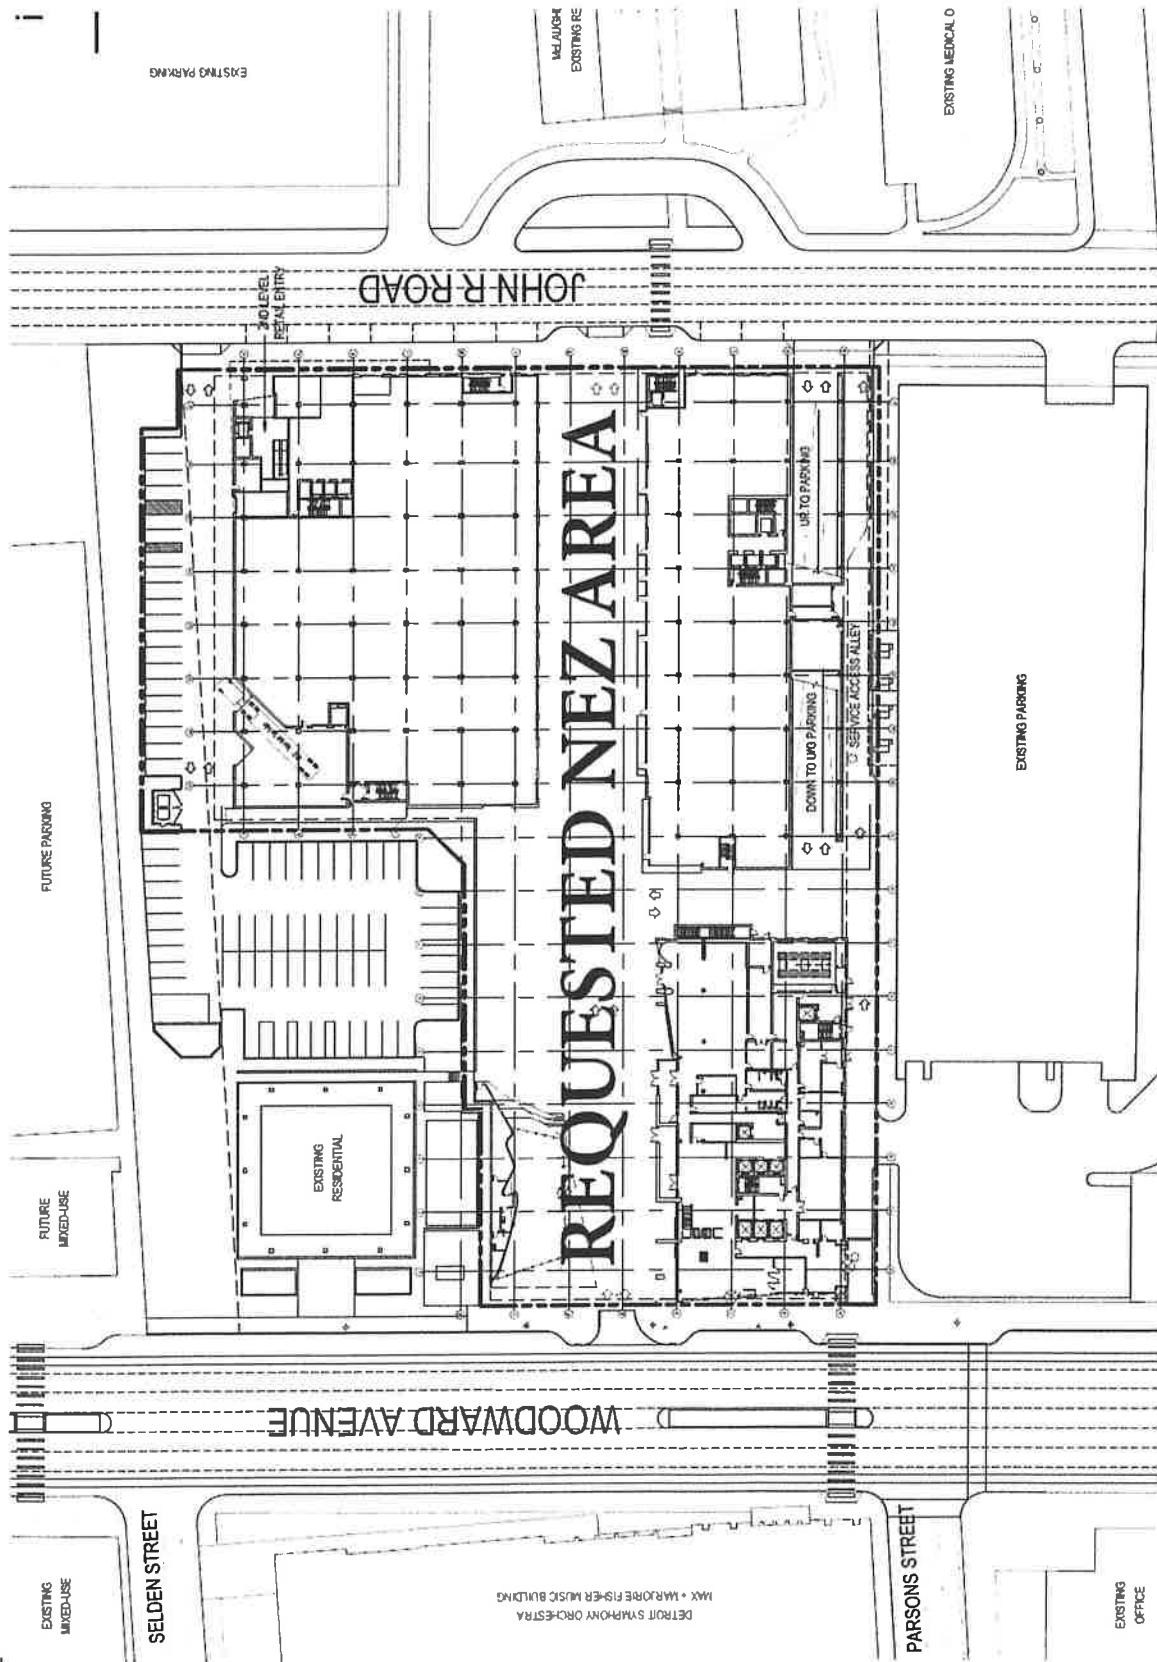 EXISTING PARKING
EXISTING RE
EXISTING MEDICAL O
JOHN R ROAD
2ND LEVEL
RETAIL ENTRY
REQUESTED NEZ AREA
UP TO PARKING
DOWN TO U/G PARKING
SERVICE ACCESS ALLEY
EXISTING PARKING
FUTURE PARKING
FUTURE
MIXED-USE
EXISTING
RESIDENTIAL
WOODWARD AVENUE
SELDEN STREET
PARSONS STREET
EXISTING
MIXED-USE
DETROIT SYMPHONY ORCHESTRA
MAX + MARJORIE FISHER MUSIC BUILDING
EXISTING
OFFICE